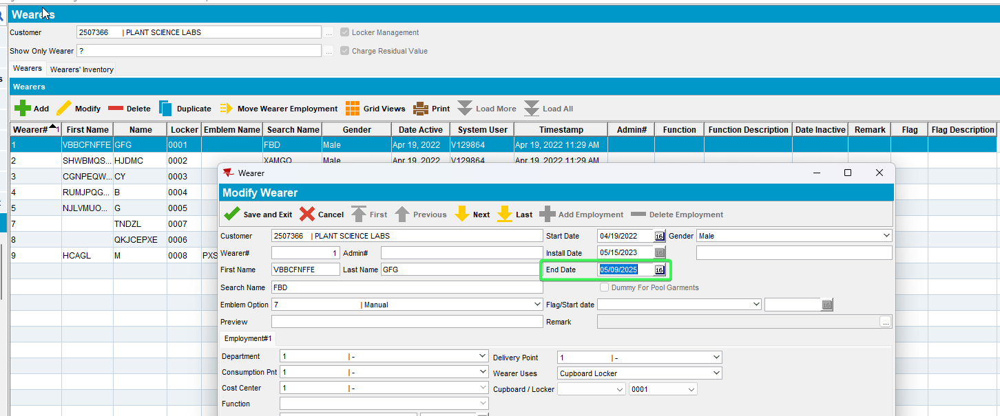 Wearers
Customer 2507366 | PLANT SCIENCE LABS ... Locker Management
Show Only Wearer ? ... Charge Residual Value
Wearers Wearers' Inventory
Wearers
Add Modify Delete Duplicate Move Wearer Employment Grid Views Print Load More Load All
Wearer# 1 First Name Name Locker Emblem Name Search Name Gender Date Active System User Timestamp Admin# Function Function Description Date Inactive Remark Flag Flag Description
1 VBBCFNFFE GFG 0001 FBD Male Apr 19, 2022 V129864 Apr 19, 2022 11:29 AM
2 SHWBMQS... HJDMC 0002 XAMGO Male Apr 19, 2022 V129864 Apr 19, 2022 11:29 AM
3 CGNPEQW... CY 0003
4 RUMJPQG... B 0004
5 NJLVMUO... G 0005
7 TNDZL 0007
8 QKJCEPXE 0006
9 HCAGL M 0008 PXS
Wearer
Modify Wearer
Save and Exit Cancel First Previous Next Last Add Employment Delete Employment
Customer 2507366 | PLANT SCIENCE LABS Start Date 04/19/2022 16 Gender Male
Wearer# 1 Admin# Install Date 05/15/2023 16
First Name VBBCFNFFE Last Name GFG End Date 05/09/2025 16
Search Name FBD Dummy For Pool Garments
Emblem Option 7 | Manual Flag/Start date 16
Preview Remark ...
Employment#1
Department 1 | - Delivery Point 1 | -
Consumption Pnt 1 | - Wearer Uses Cupboard Locker
Cost Center 1 | - Cupboard / Locker 0001
Function